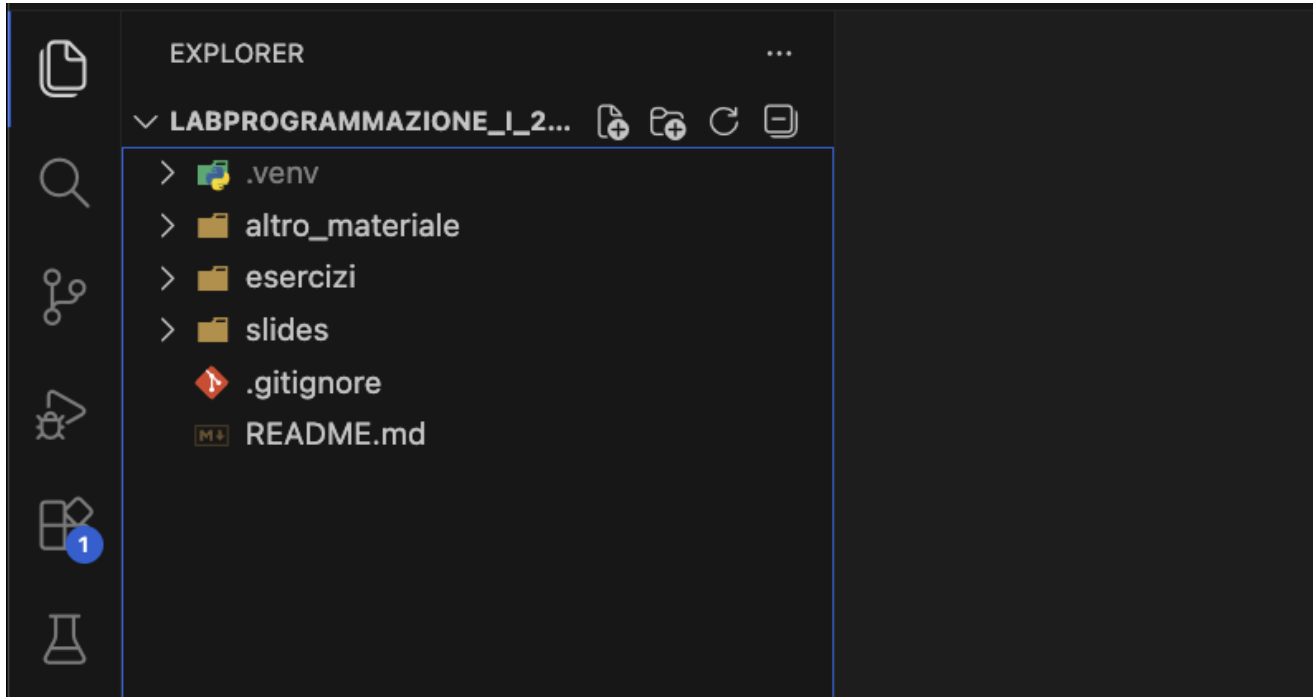 EXPLORER
LABPROGRAMMAZIONE_I_2...
.venv
altro_materiale
esercizi
slides
.gitignore
M↓ README.md
1